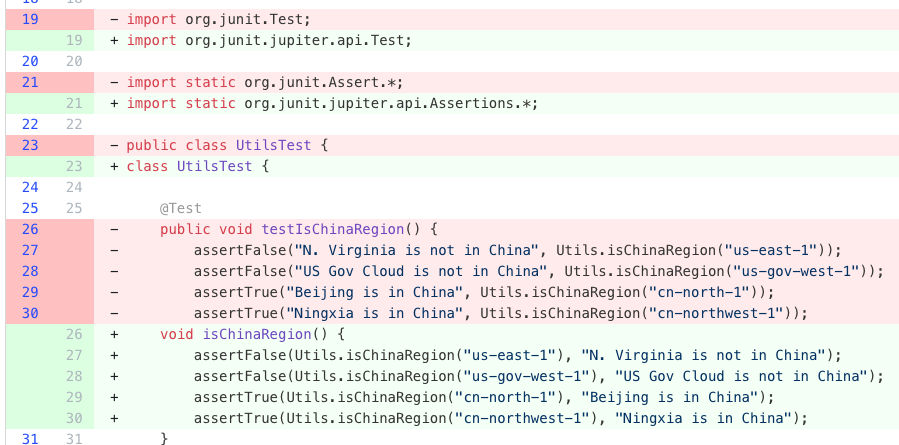 18 18
19 - import org.junit.Test;
19 + import org.junit.jupiter.api.Test;
20 20
21 - import static org.junit.Assert.*;
21 + import static org.junit.jupiter.api.Assertions.*;
22 22
23 - public class UtilsTest {
23 + class UtilsTest {
24 24
25 25 @Test
26 - public void testIsChinaRegion() {
27 - assertFalse("N. Virginia is not in China", Utils.isChinaRegion("us-east-1"));
28 - assertFalse("US Gov Cloud is not in China", Utils.isChinaRegion("us-gov-west-1"));
29 - assertTrue("Beijing is in China", Utils.isChinaRegion("cn-north-1"));
30 - assertTrue("Ningxia is in China", Utils.isChinaRegion("cn-northwest-1"));
26 + void isChinaRegion() {
27 + assertFalse(Utils.isChinaRegion("us-east-1"), "N. Virginia is not in China");
28 + assertFalse(Utils.isChinaRegion("us-gov-west-1"), "US Gov Cloud is not in China");
29 + assertTrue(Utils.isChinaRegion("cn-north-1"), "Beijing is in China");
30 + assertTrue(Utils.isChinaRegion("cn-northwest-1"), "Ningxia is in China");
31 31 }